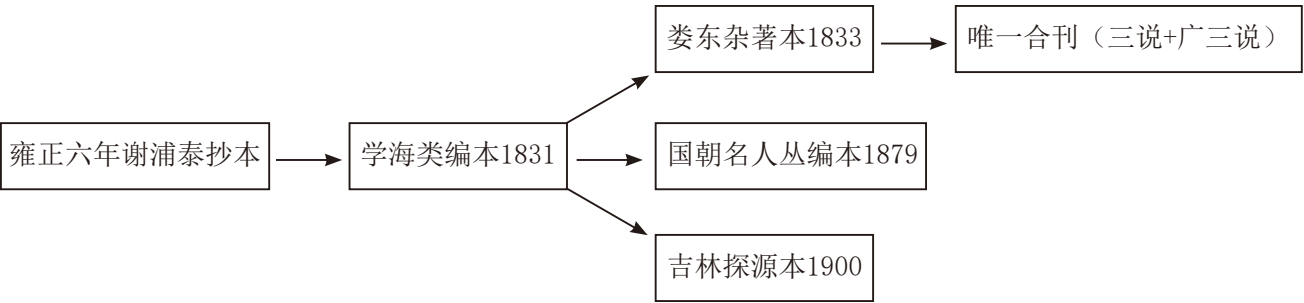 娄东杂著本1833
唯一合刊（三说+广三说）
雍正六年谢浦泰抄本
学海类编本1831
国朝名人丛编本1879
吉林探源本1900